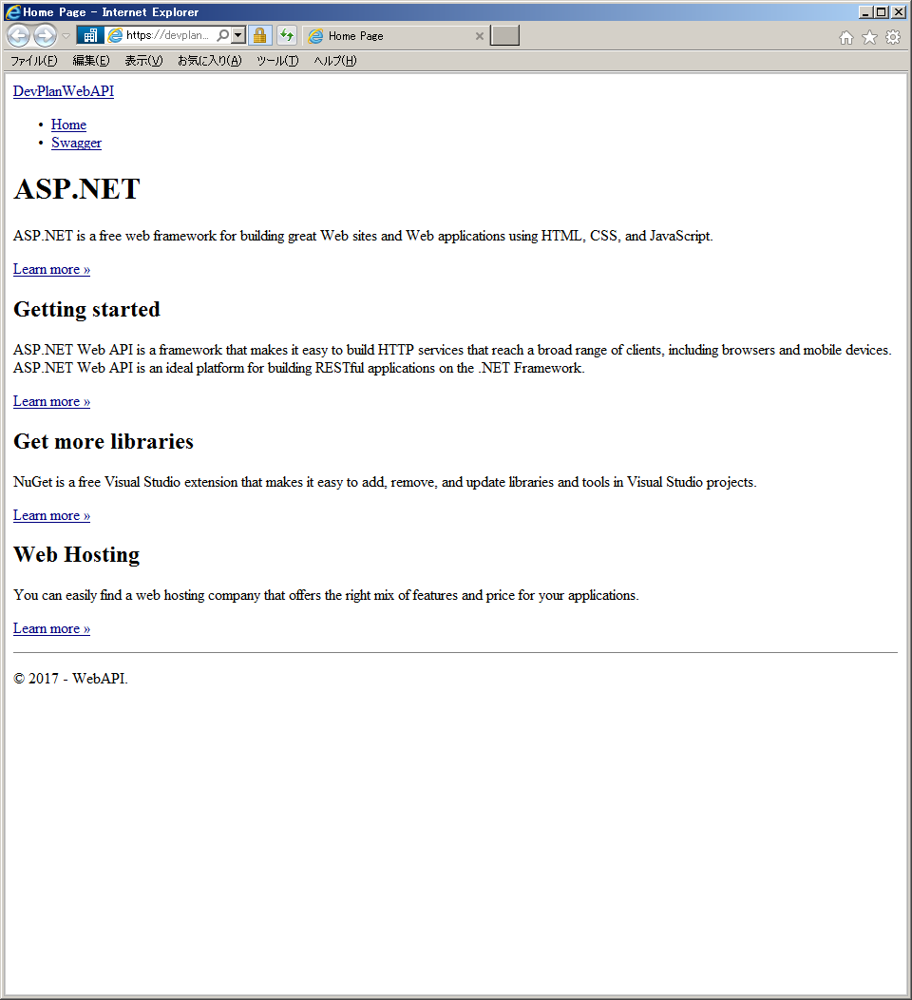 Home Page - Internet Explorer
https://devplan...
Home Page
ファイル(F) 編集(E) 表示(V) お気に入り(A) ツール(T) ヘルプ(H)
DevPlanWebAPI
• Home
• Swagger
ASP.NET
ASP.NET is a free web framework for building great Web sites and Web applications using HTML, CSS, and JavaScript.
Learn more »
Getting started
ASP.NET Web API is a framework that makes it easy to build HTTP services that reach a broad range of clients, including browsers and mobile devices.
ASP.NET Web API is an ideal platform for building RESTful applications on the .NET Framework.
Learn more »
Get more libraries
NuGet is a free Visual Studio extension that makes it easy to add, remove, and update libraries and tools in Visual Studio projects.
Learn more »
Web Hosting
You can easily find a web hosting company that offers the right mix of features and price for your applications.
Learn more »
© 2017 - WebAPI.